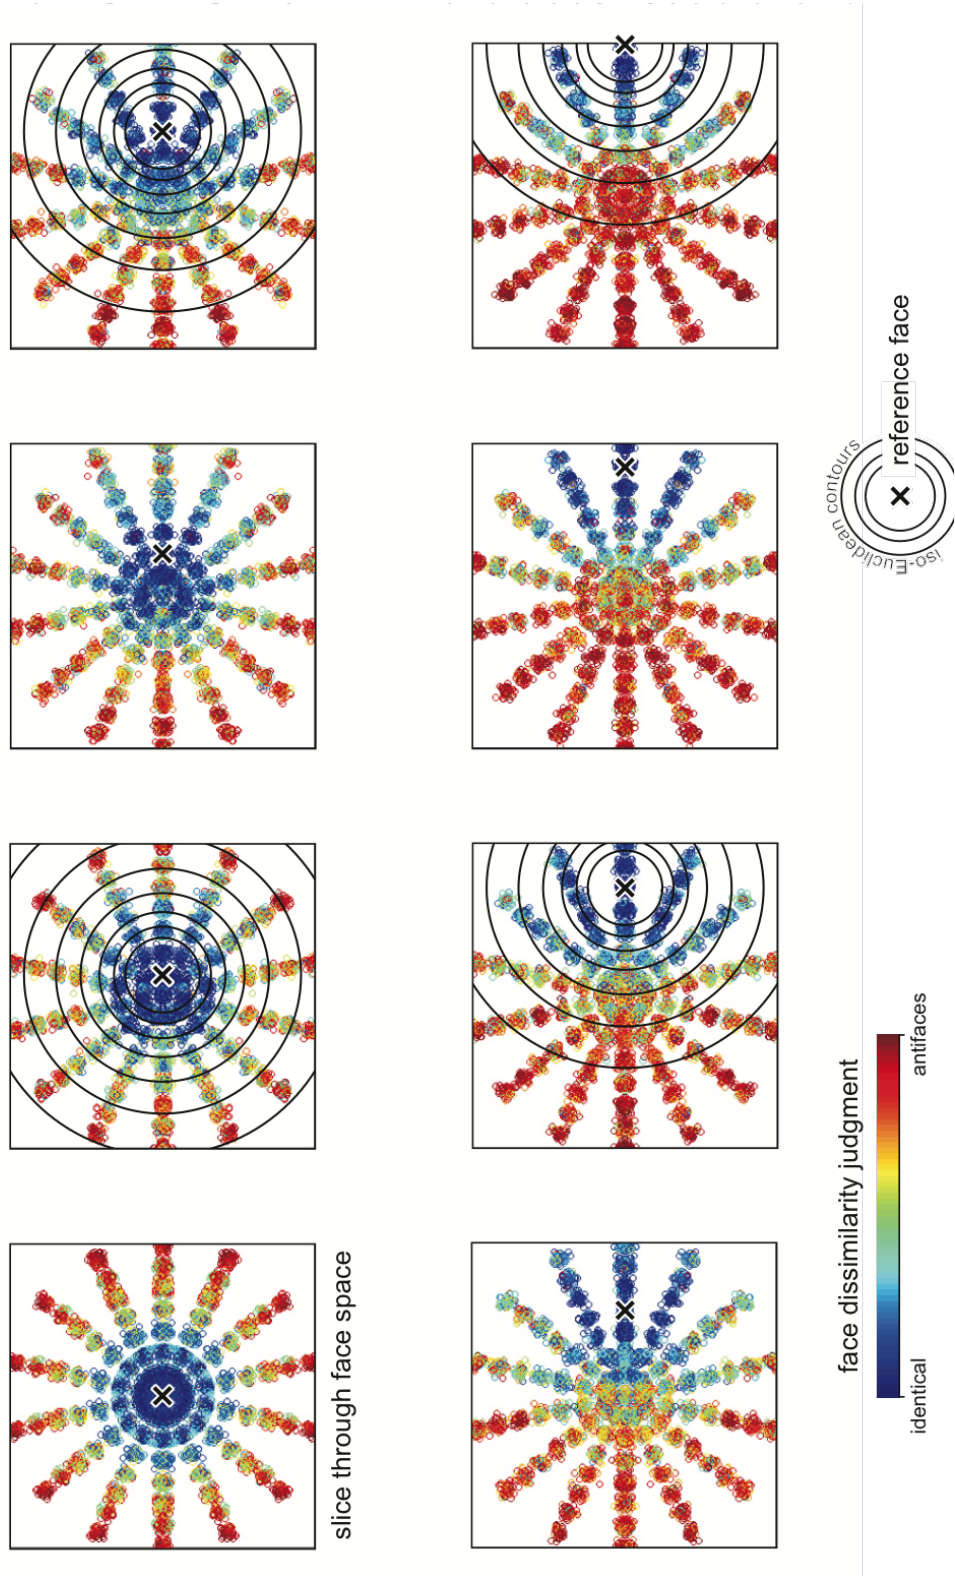 slice through face space
face dissimilarity judgment
identical
antifaces
iso-Euclidean contours
reference face